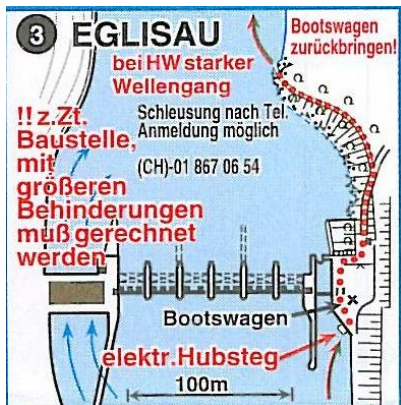 3 EGLISAU
bei HW starker
Wellengang
Bootswagen
zurückbringen!
!! z.Zt.
Baustelle,
mit
größeren
Behinderungen
muß gerechnet
werden
Schleusung nach Tel.
Anmeldung möglich
(CH)-01 867 06 54
Bootswagen
elektr.Hubsteg
100m